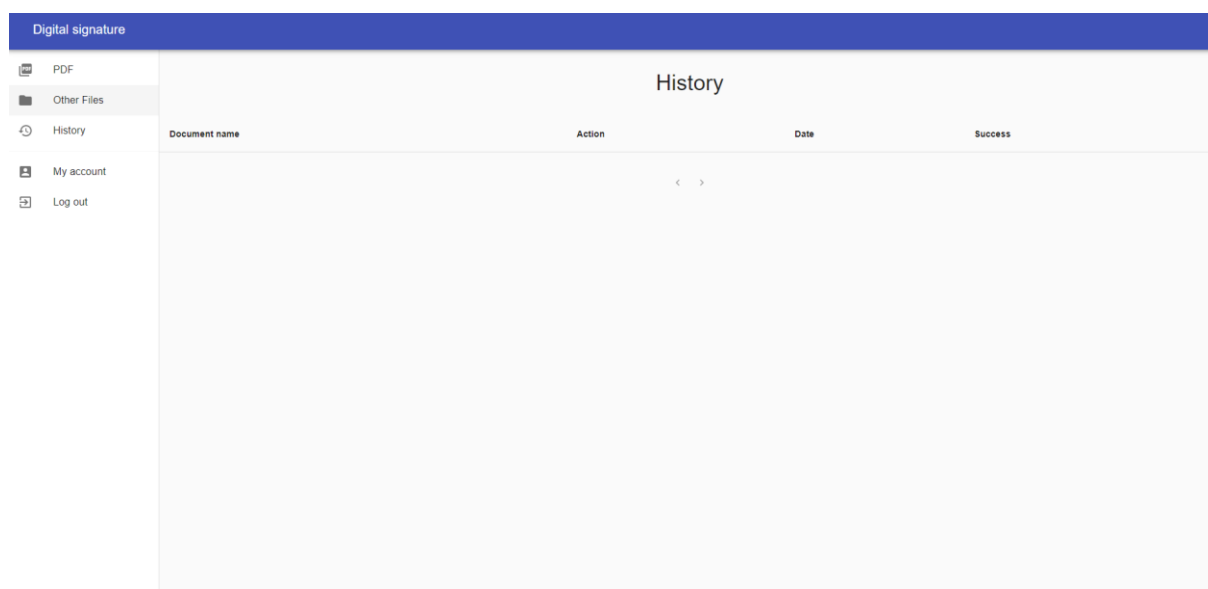 Digital signature
PDF
Other Files
History
My account
Log out
History
Document name Action Date Success